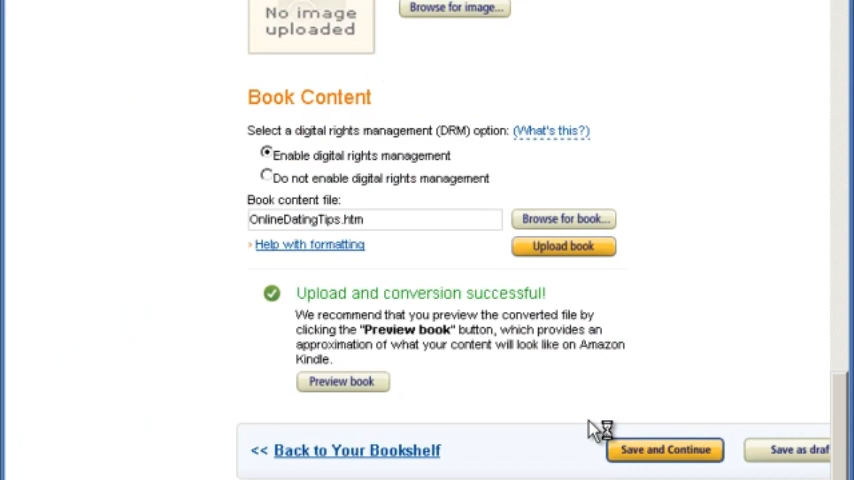 No image
uploaded
Browse for image...
Book Content
Select a digital rights management (DRM) option: (What's this?)
Enable digital rights management
Do not enable digital rights management
Book content file:
OnlineDatingTips.htm
Browse for book...
Help with formatting
Upload book
Upload and conversion successful!
We recommend that you preview the converted file by
clicking the "Preview book" button, which provides an
approximation of what your content will look like on Amazon
Kindle.
Preview book
<< Back to Your Bookshelf
Save and Continue
Save as draf